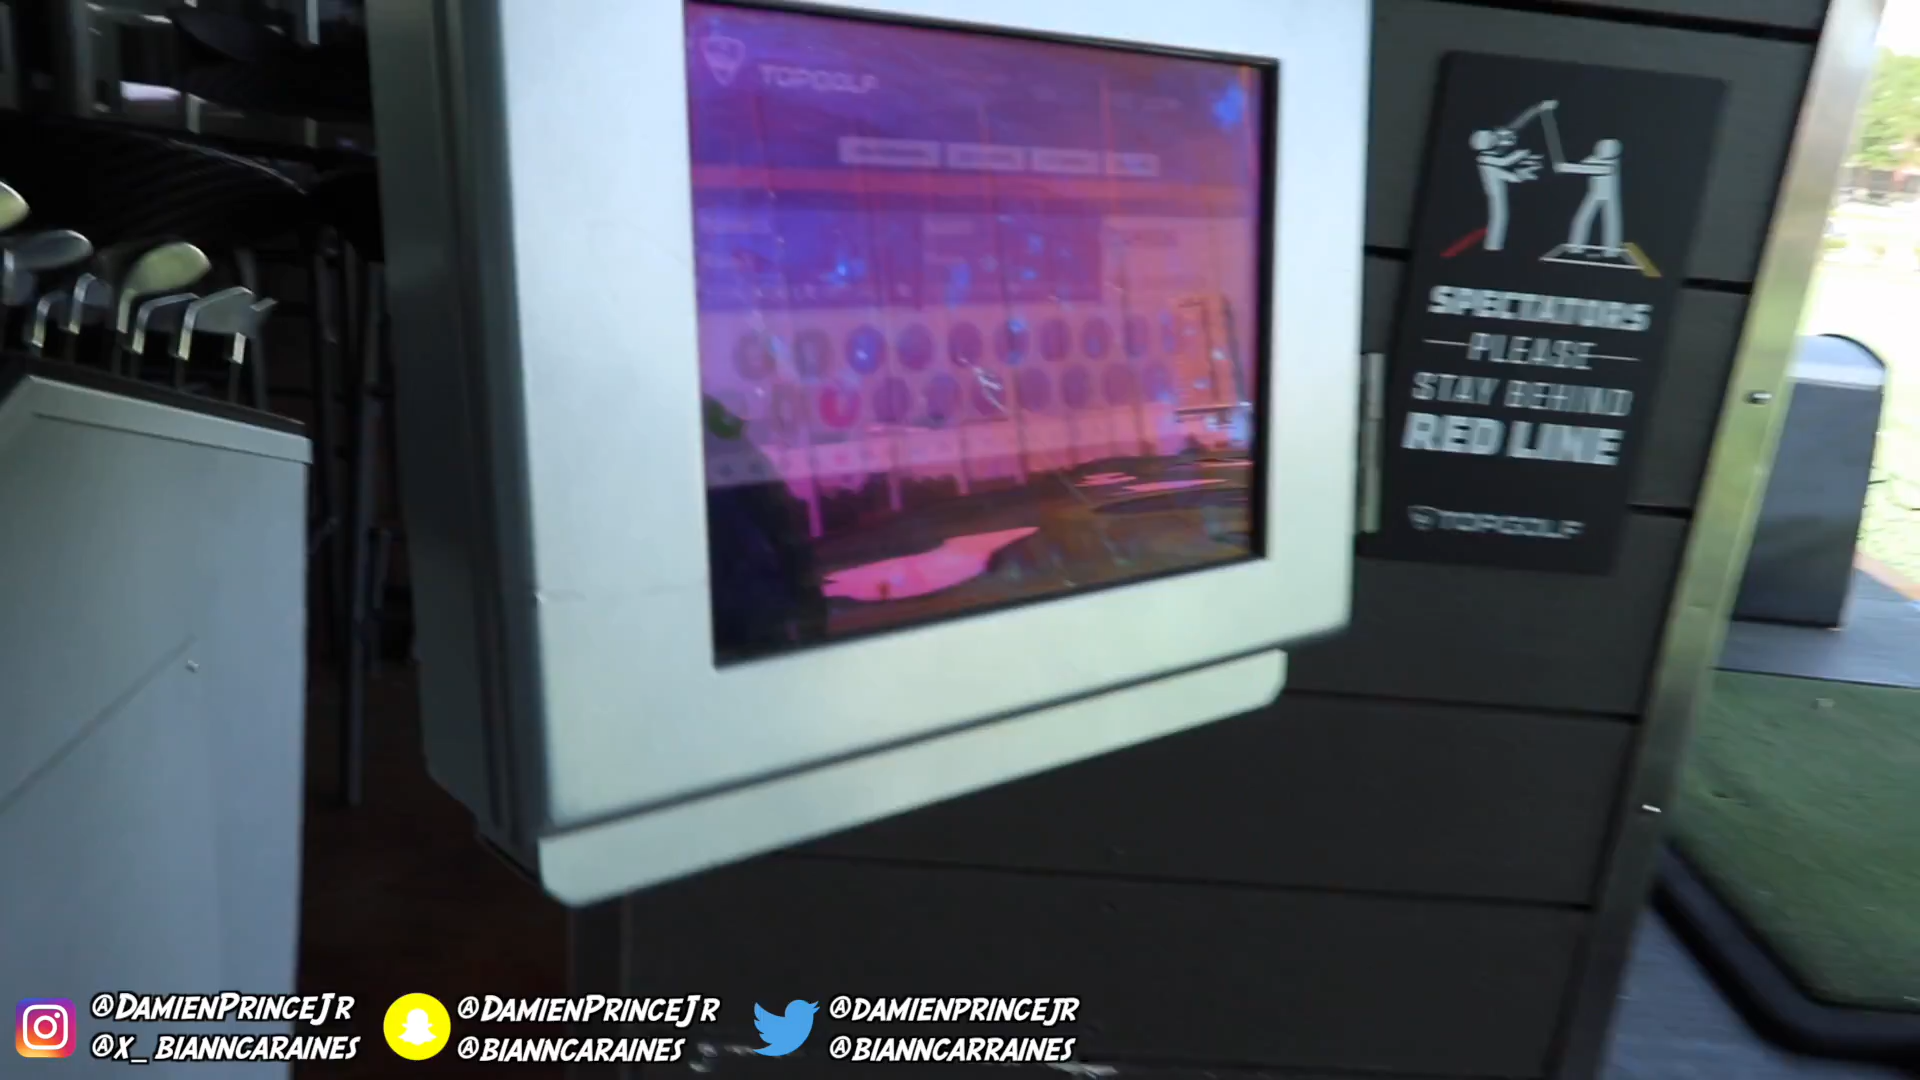 TOPGOLF
SPECTATORS
PLEASE
STAY BEHIND
RED LINE
TOPGOLF
@DamienPrinceJr
@x_bianncaraines
@DamienPrinceJr
@bianncaraines
@damienprincejr
@bianncarraines